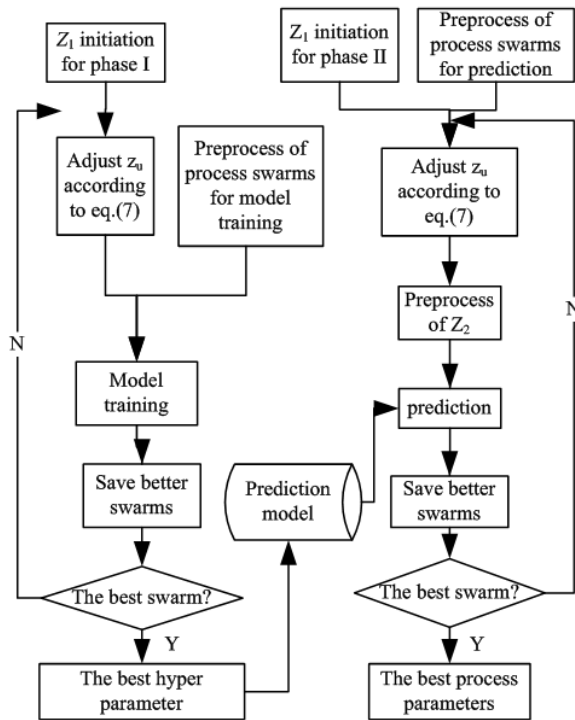 Z₁ initiation
for phase I
Adjust zᵤ
according
to eq.(7)
Preprocess of
process swarms
for model
training
N
Model
training
Save better
swarms
The best swarm?
Y
The best hyper
parameter
Prediction
model
Z₁ initiation
for phase II
Preprocess of
process swarms
for prediction
Adjust zᵤ
according to
eq.(7)
Preprocess
of Z₂
N
prediction
Save better
swarms
The best swarm?
Y
The best process
parameters